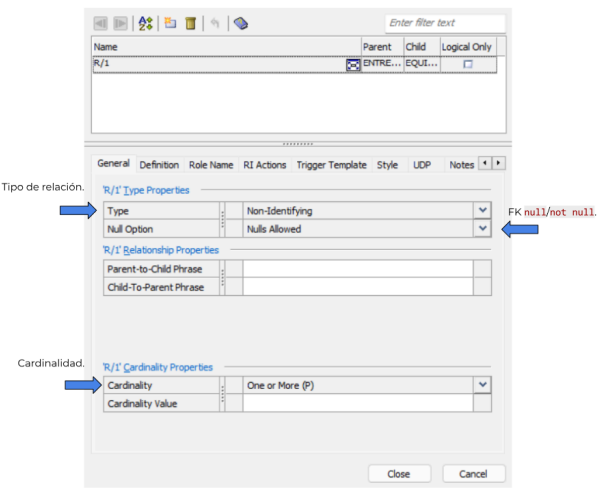 Enter filter text
Name Parent Child Logical Only
R/1 ENTRE... EQUI...
General Definition Role Name RI Actions Trigger Template Style UDP Notes
Tipo de relación.
'R/1' Type Properties
Type Non-Identifying
FK null/not null.
Null Option Nulls Allowed
'R/1' Relationship Properties
Parent-to-Child Phrase
Child-To-Parent Phrase
Cardinalidad.
'R/1' Cardinality Properties
Cardinality One or More (P)
Cardinality Value
Close Cancel